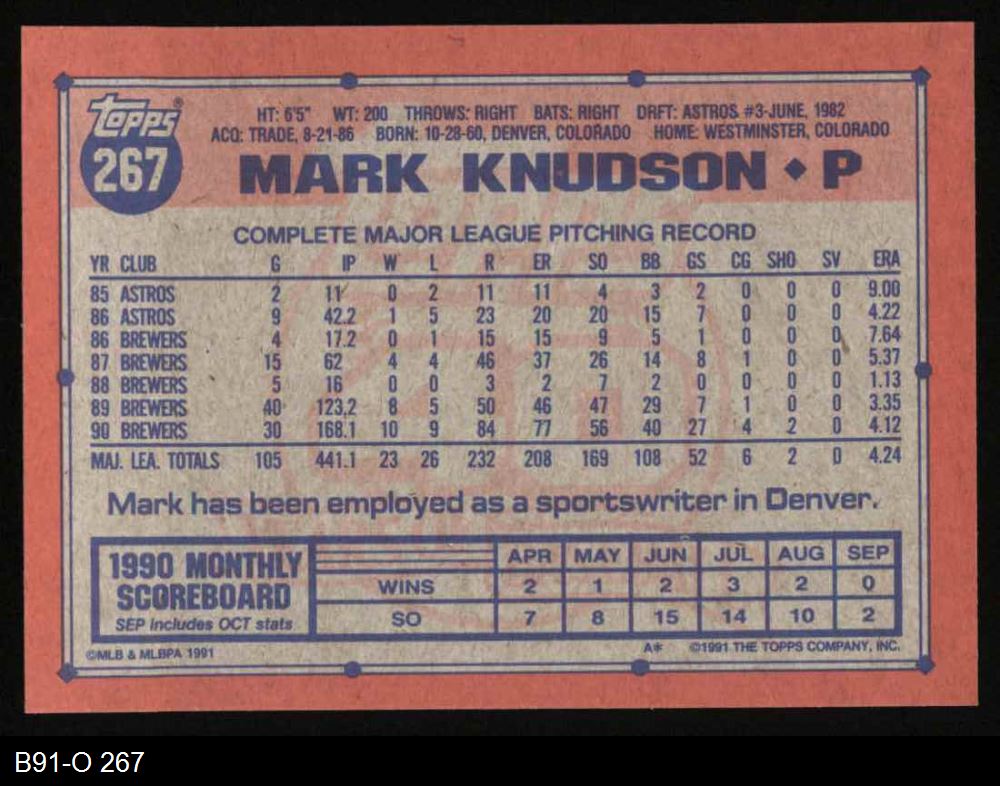 Topps®
267
HT: 6'5" WT: 200 THROWS: RIGHT BATS: RIGHT DRFT: ASTROS #3-JUNE, 1982
ACQ: TRADE, 8-21-86 BORN: 10-28-60, DENVER, COLORADO HOME: WESTMINSTER, COLORADO
MARK KNUDSON ♦ P
COMPLETE MAJOR LEAGUE PITCHING RECORD
YR CLUB G IP W L R ER SO BB GS CG SHO SV ERA
85 ASTROS 2 11 0 2 11 11 4 3 2 0 0 0 9.00
86 ASTROS 9 42.2 1 5 23 20 20 15 7 0 0 0 4.22
86 BREWERS 4 17.2 0 1 15 15 9 5 1 0 0 0 7.64
87 BREWERS 15 62 4 4 46 37 26 14 8 1 0 0 5.37
88 BREWERS 5 16 0 0 3 2 7 2 0 0 0 0 1.13
89 BREWERS 40 123.2 8 5 50 46 47 29 7 1 0 0 3.35
90 BREWERS 30 168.1 10 9 84 77 56 40 27 4 2 0 4.12
MAJ. LEA. TOTALS 105 441.1 23 26 232 208 169 108 52 6 2 0 4.24
Mark has been employed as a sportswriter in Denver.
1990 MONTHLY SCOREBOARD
SEP includes OCT stats
APR MAY JUN JUL AUG SEP
WINS 2 1 2 3 2 0
SO 7 8 15 14 10 2
©MLB & MLBPA 1991 A* ©1991 THE TOPPS COMPANY, INC.
B91-O 267